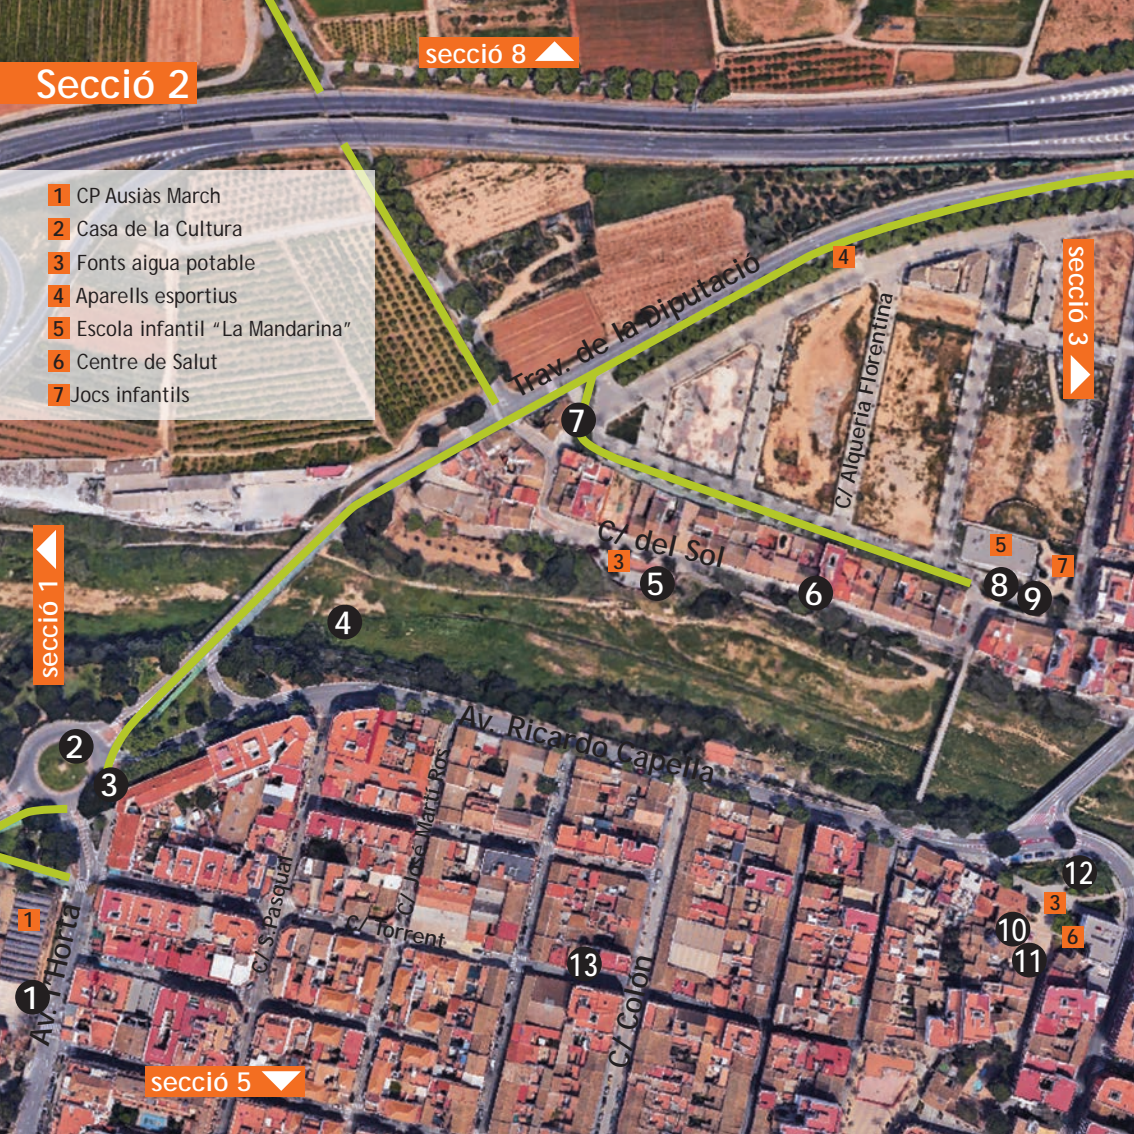 secció 8
Secció 2
1 CP Ausiàs March
2 Casa de la Cultura
3 Fonts aigua potable
4 Aparells esportius
5 Escola infantil “La Mandarina”
6 Centre de Salut
7 Jocs infantils
4
secció 3
Trav. de la Diputació
C/ Alqueria Florentina
7
C/ del Sol
3
5
5
7
6
8
9
secció 1
4
2
3
Av. Ricardo Capella
C/ José Martí Ros
C/ S. Pasqual
C/ Torrent
C/ Colón
Av. l'Horta
1
1
12
3
10
6
11
13
secció 5